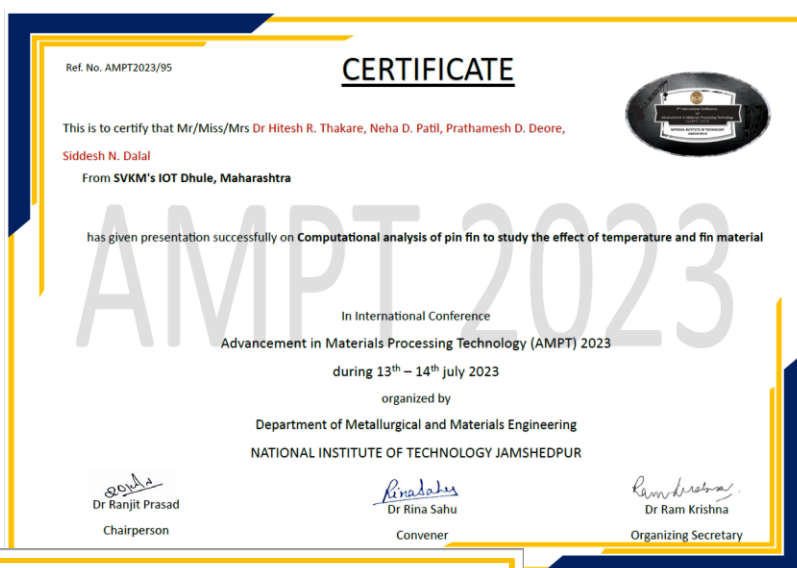 Ref. No. AMPT2023/95
CERTIFICATE
This is to certify that Mr/Miss/Mrs Dr Hitesh R. Thakare, Neha D. Patil, Prathamesh D. Deore,
Siddesh N. Dalal
From SVKM's IOT Dhule, Maharashtra
AMPT 2023
has given presentation successfully on Computational analysis of pin fin to study the effect of temperature and fin material
In International Conference
Advancement in Materials Processing Technology (AMPT) 2023
during 13th – 14th july 2023
organized by
Department of Metallurgical and Materials Engineering
NATIONAL INSTITUTE OF TECHNOLOGY JAMSHEDPUR
Rina Sahu
Ram Krishna
Dr Ranjit Prasad
Chairperson
Dr Rina Sahu
Convener
Dr Ram Krishna
Organizing Secretary